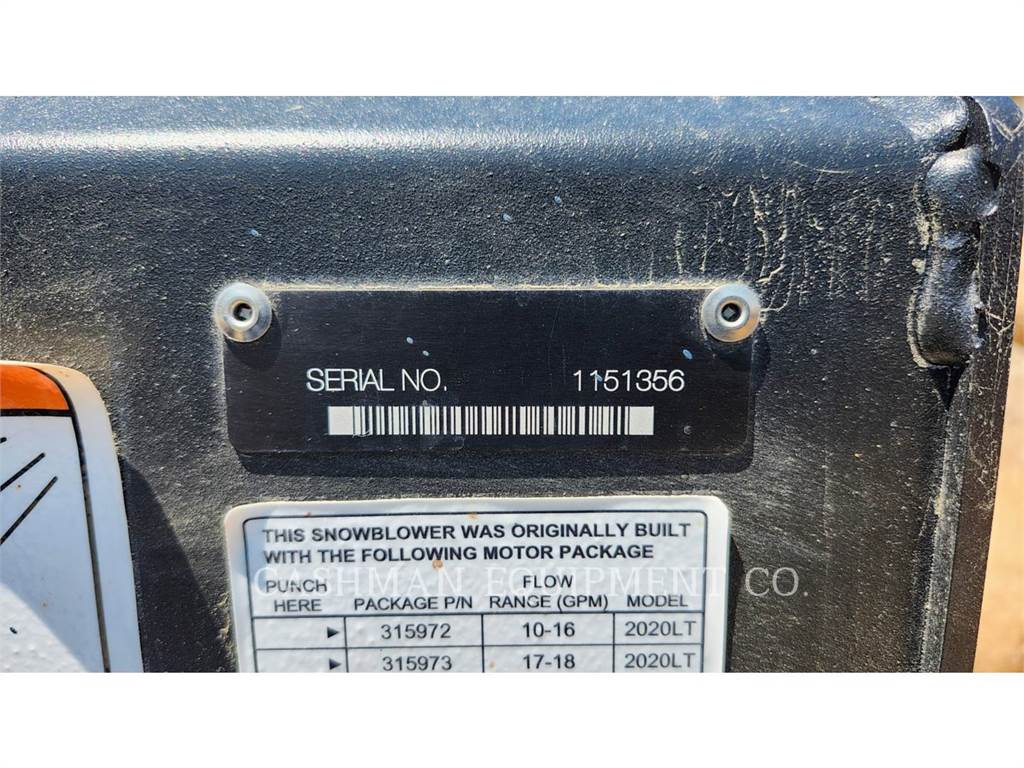 SERIAL NO. 1151356
THIS SNOWBLOWER WAS ORIGINALLY BUILT
WITH THE FOLLOWING MOTOR PACKAGE
CASHMAN EQUIPMENT CO.
PUNCH FLOW
HERE PACKAGE P/N RANGE (GPM) MODEL
► 315972 10-16 2020LT
► 315973 17-18 2020LT